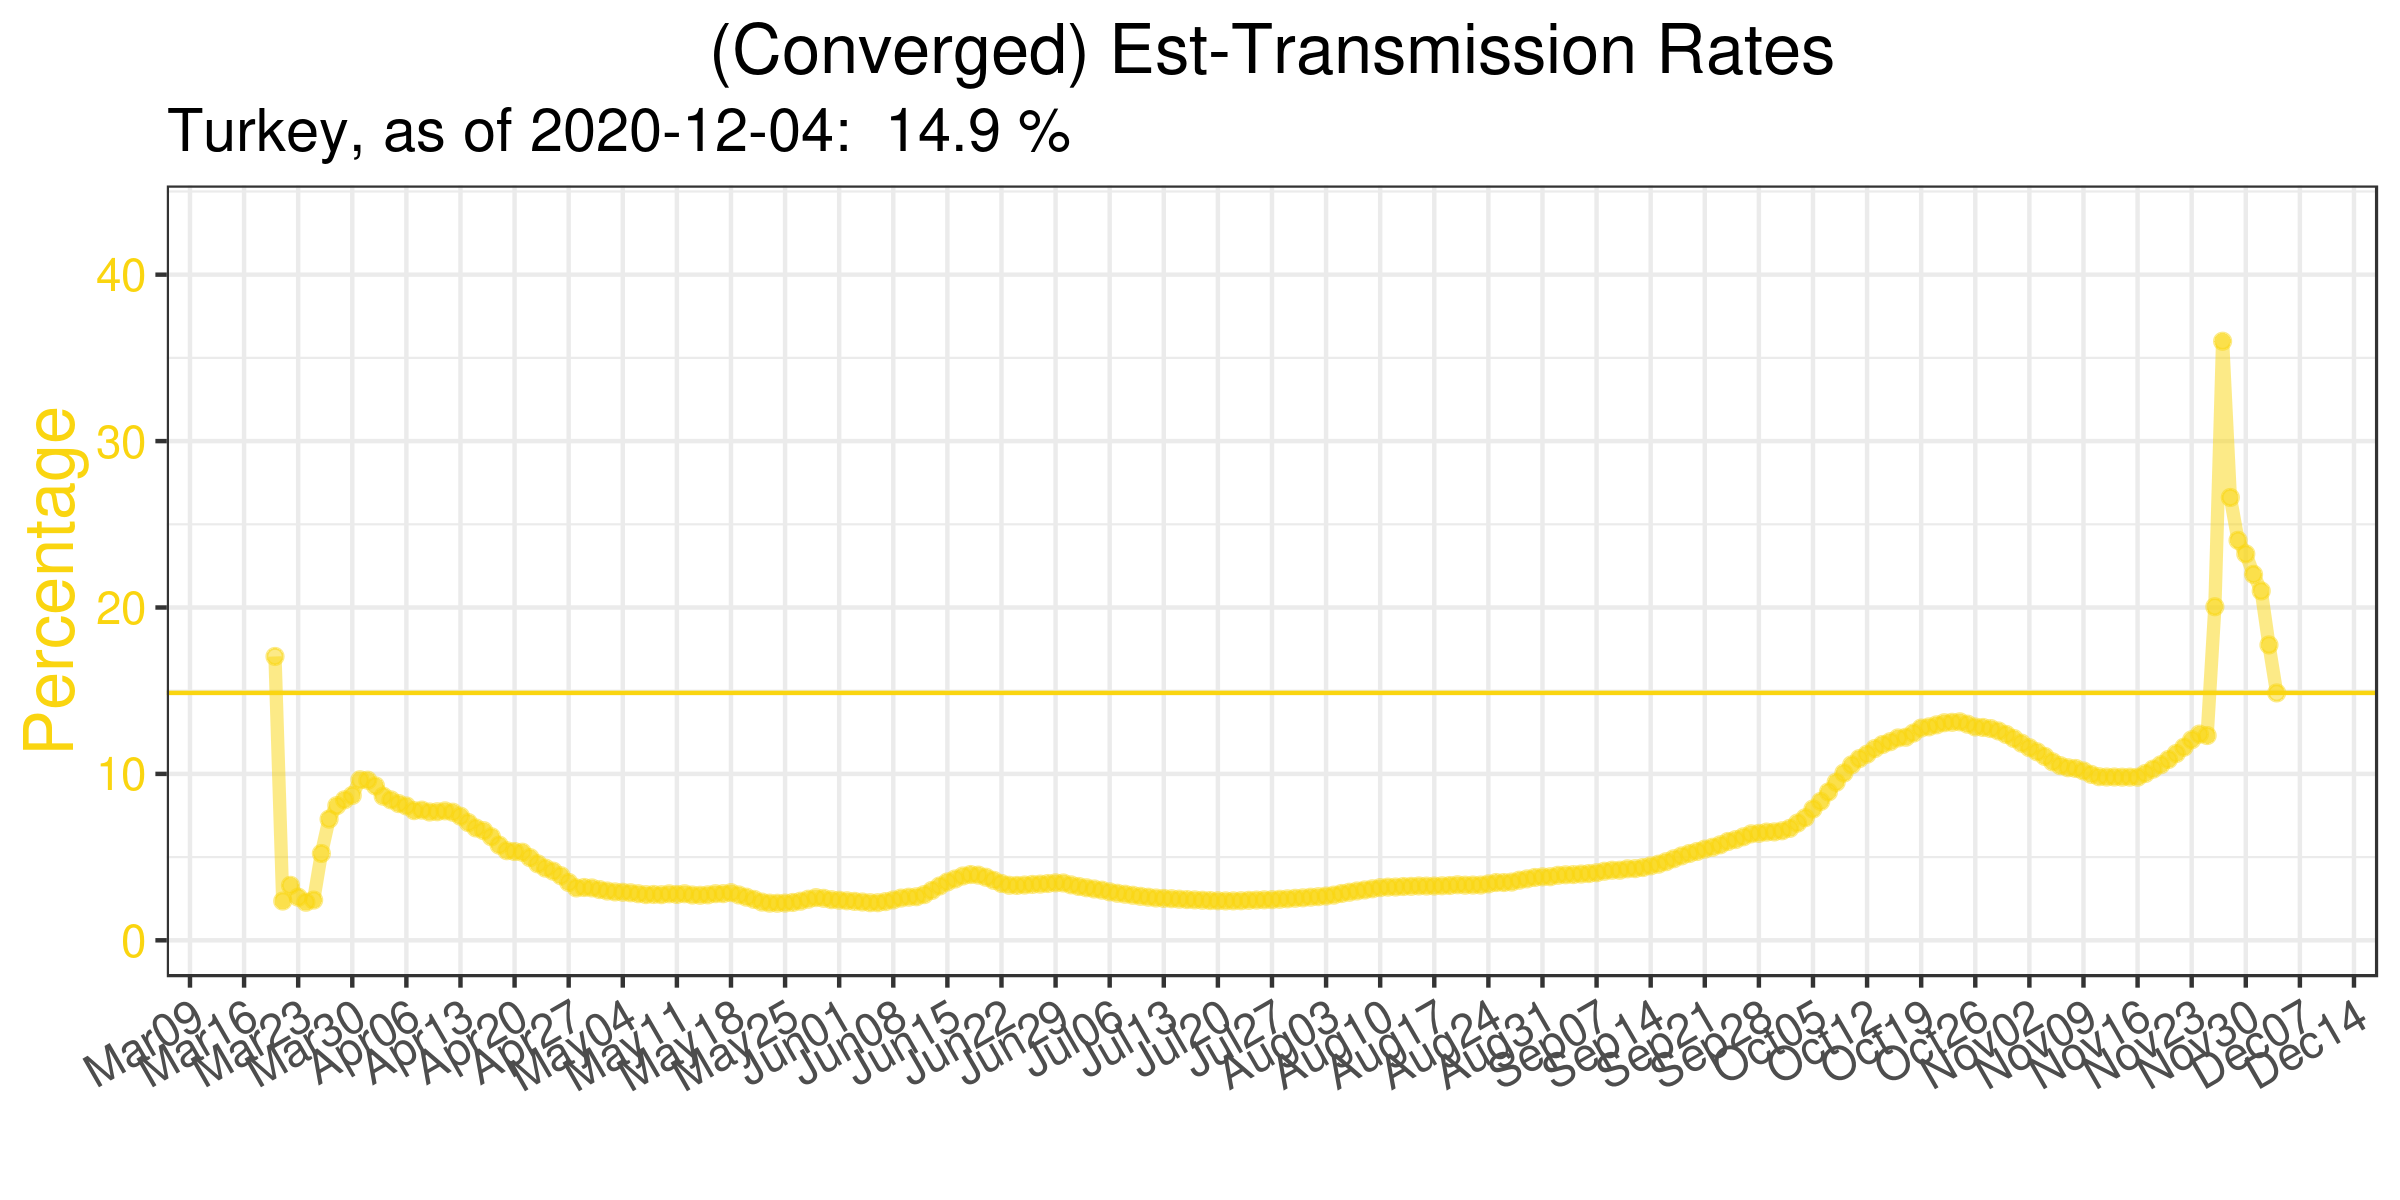 (Converged) Est-Transmission Rates
Turkey, as of 2020-12-04:  14.9 %
Percentage
40
30
20
10
0
Mar09
Mar16
Mar23
Mar30
Apr06
Apr13
Apr20
Apr27
May04
May11
May18
May25
Jun01
Jun08
Jun15
Jun22
Jun29
Jul06
Jul13
Jul20
Jul27
Aug03
Aug10
Aug17
Aug24
Aug31
Sep07
Sep14
Sep21
Sep28
Oct05
Oct12
Oct19
Oct26
Nov02
Nov09
Nov16
Nov23
Nov30
Dec07
Dec14